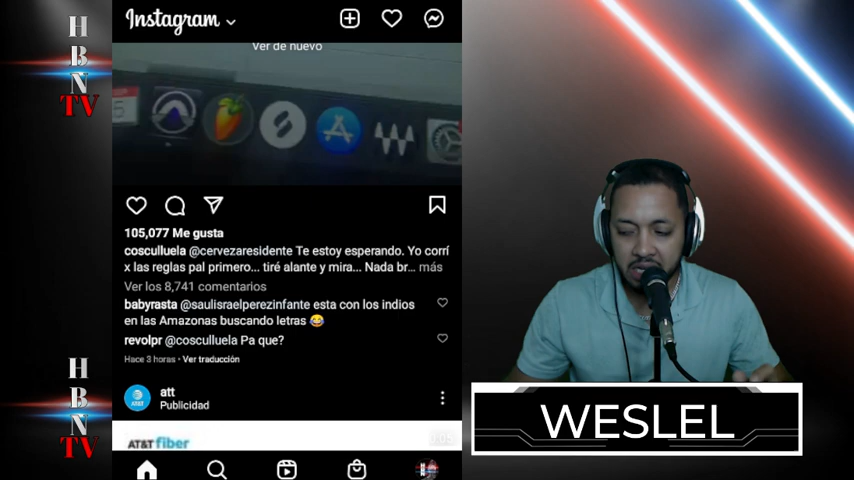 H
B
N
TV
Instagram
Ver de nuevo
105,077 Me gusta
cosculluela @cervezaresidente Te estoy esperando. Yo corrí
x las reglas pal primero... tiré alante y mira... Nada br... más
Ver los 8,741 comentarios
babyrasta @saulisraelperezinfante esta con los indios
en las Amazonas buscando letras 😂
revolpr @cosculluela Pa que?
Hace 3 horas • Ver traducción
att
Publicidad
AT&T fiber
H
B
N
TV
WESLEL